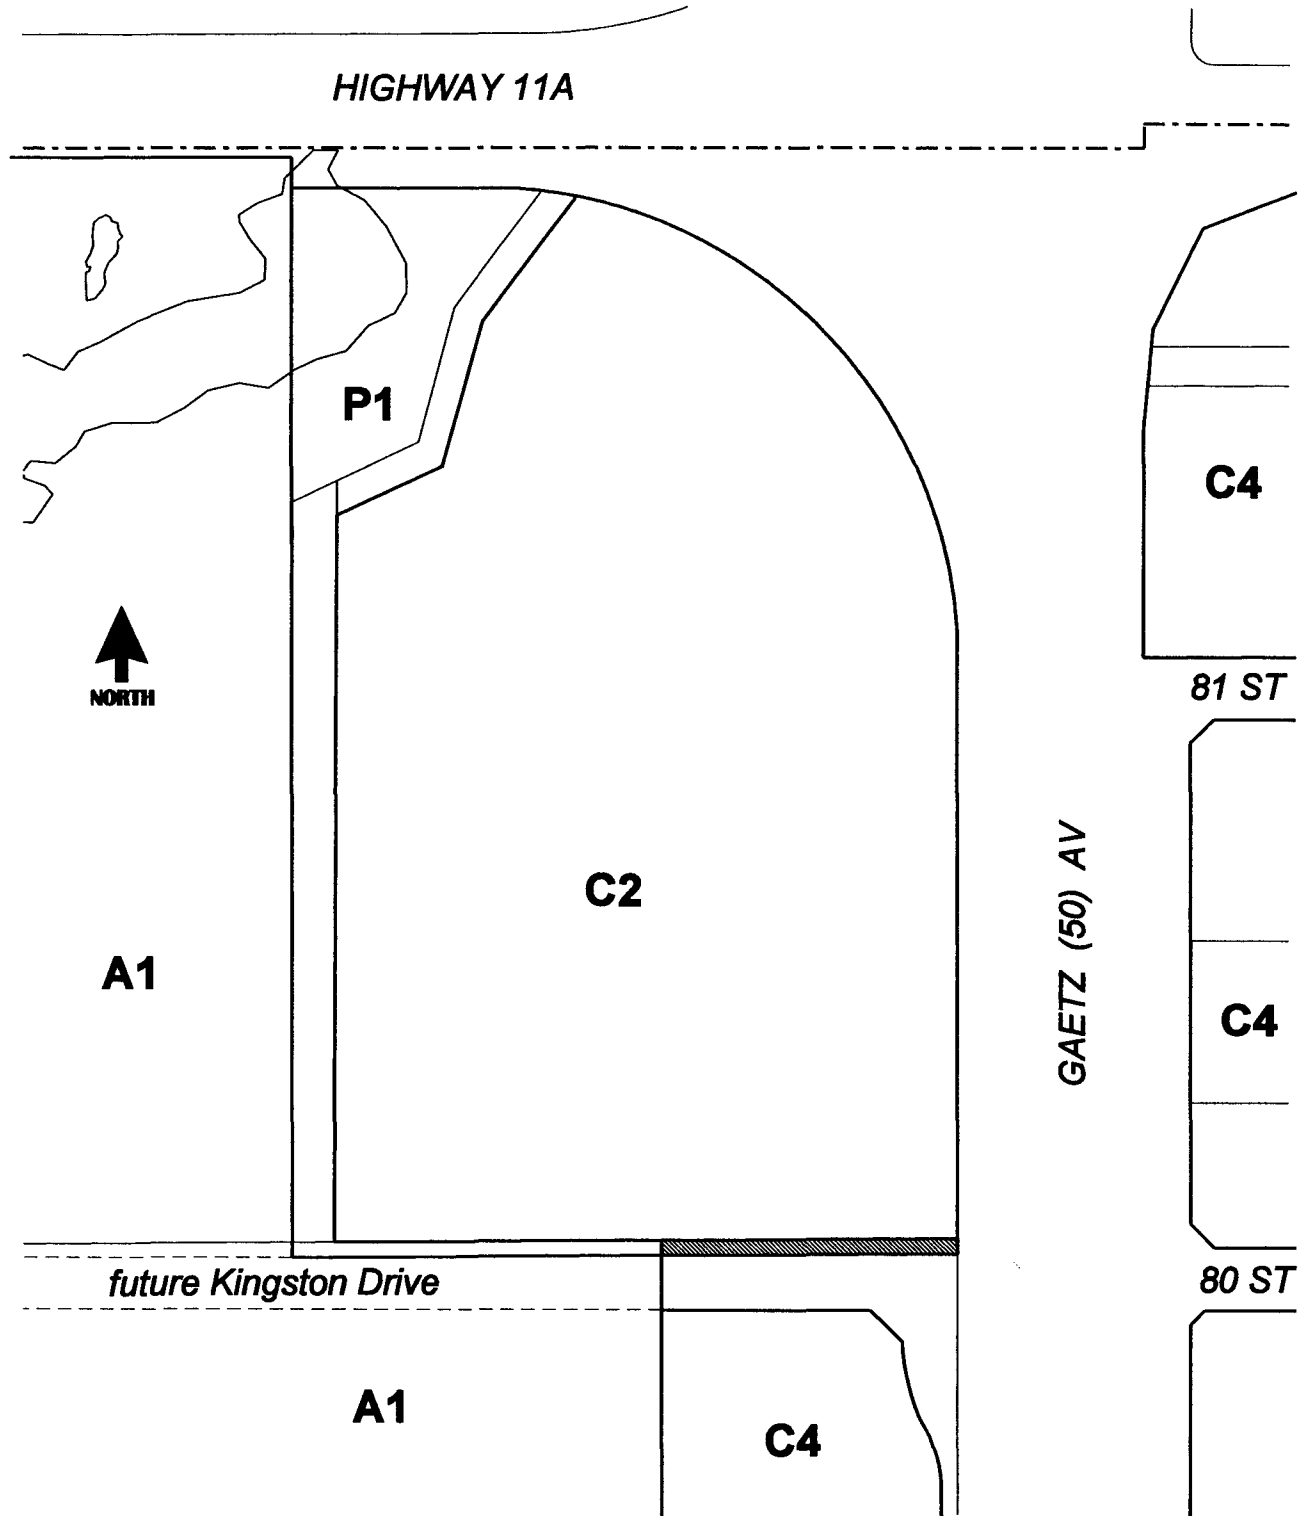 HIGHWAY 11A
P1
C4
NORTH
81 ST
C2
GAETZ (50) AV
A1
C4
future Kingston Drive
80 ST
A1
C4